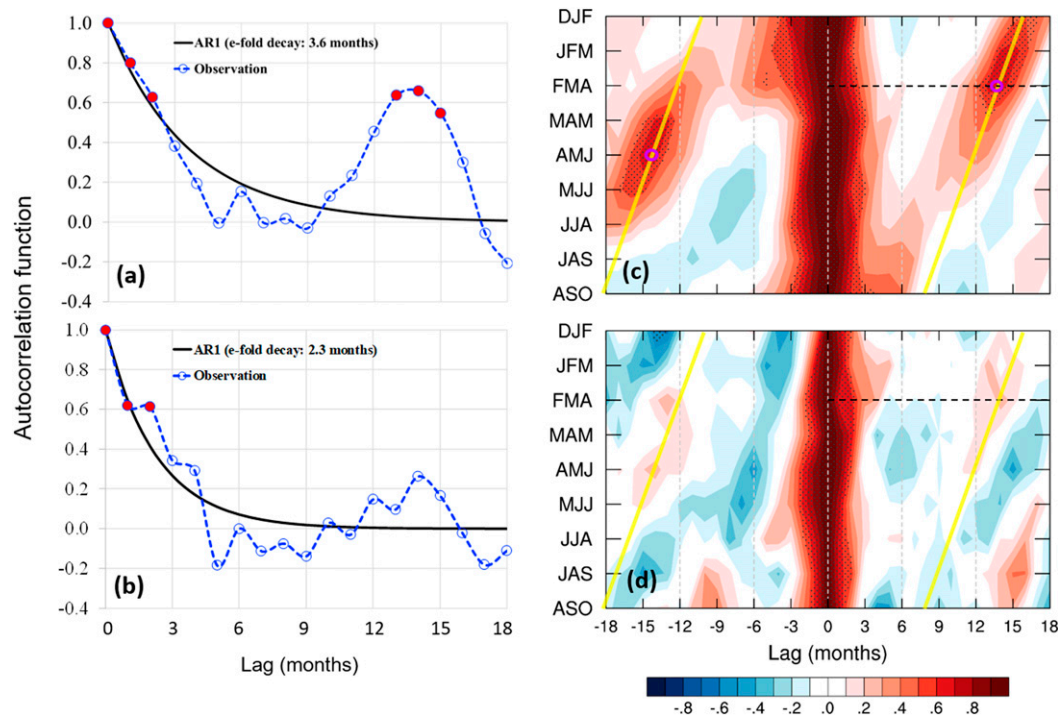 Autocorrelation function
1.0
0.8
0.6
0.4
0.2
0.0
-0.2
-0.4
AR1 (e-fold decay: 3.6 months)
Observation
(a)
1.0
0.8
0.6
0.4
0.2
0.0
-0.2
-0.4
AR1 (e-fold decay: 2.3 months)
Observation
(b)
0 3 6 9 12 15 18
Lag (months)
DJF
JFM
FMA
MAM
AMJ
MJJ
JJA
JAS
ASO
(c)
DJF
JFM
FMA
MAM
AMJ
MJJ
JJA
JAS
ASO
(d)
-18 -15 -12 -9 -6 -3 0 3 6 9 12 15 18
Lag (months)
-.8 -.6 -.4 -.2 .0 .2 .4 .6 .8